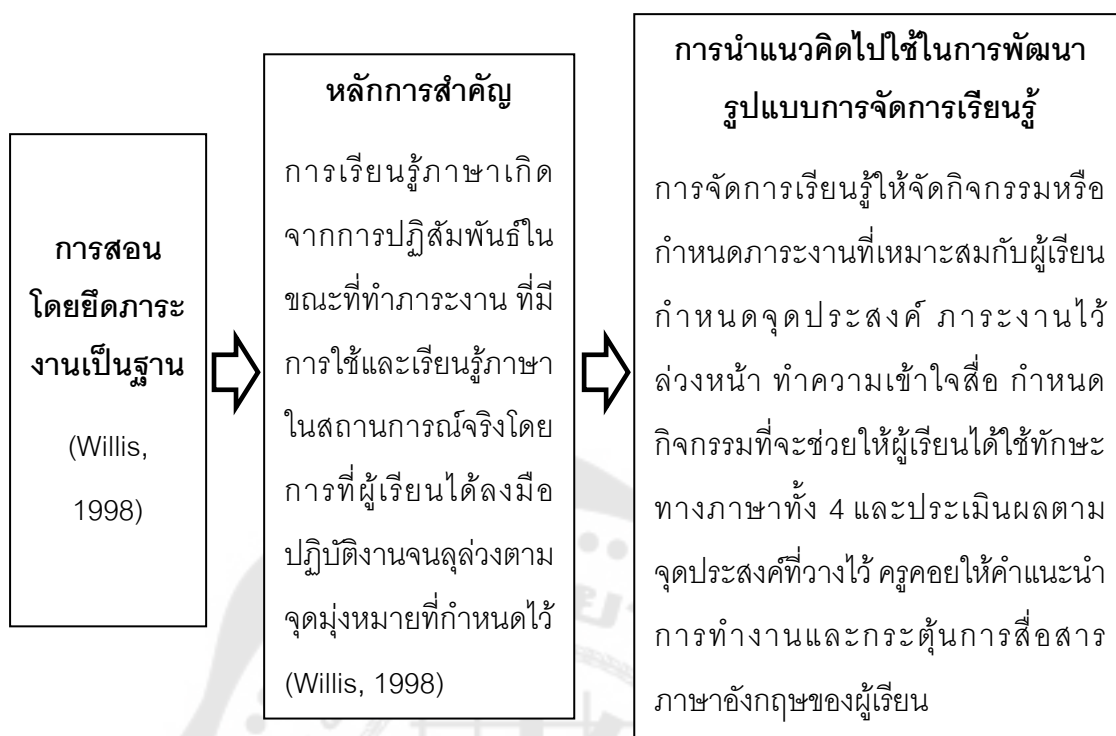 การสอน
โดยยึดภาระ
งานเป็นฐาน
(Willis,
1998)
หลักการสำคัญ
การเรียนรู้ภาษาเกิด
จากการปฏิสัมพันธ์ใน
ขณะที่ทำภาระงาน ที่มี
การใช้และเรียนรู้ภาษา
ในสถานการณ์จริงโดย
การที่ผู้เรียนได้ลงมือ
ปฏิบัติงานจนลุล่วงตาม
จุดมุ่งหมายที่กำหนดไว้
(Willis, 1998)
การนำแนวคิดไปใช้ในการพัฒนา
รูปแบบการจัดการเรียนรู้
การจัดการเรียนรู้ให้จัดกิจกรรมหรือ
กำหนดภาระงานที่เหมาะสมกับผู้เรียน
กำหนดจุดประสงค์ ภาระงานไว้
ล่วงหน้า ทำความเข้าใจสื่อ กำหนด
กิจกรรมที่จะช่วยให้ผู้เรียนได้ใช้ทักษะ
ทางภาษาทั้ง 4 และประเมินผลตาม
จุดประสงค์ที่วางไว้ ครูคอยให้คำแนะนำ
การทำงานและกระตุ้นการสื่อสาร
ภาษาอังกฤษของผู้เรียน